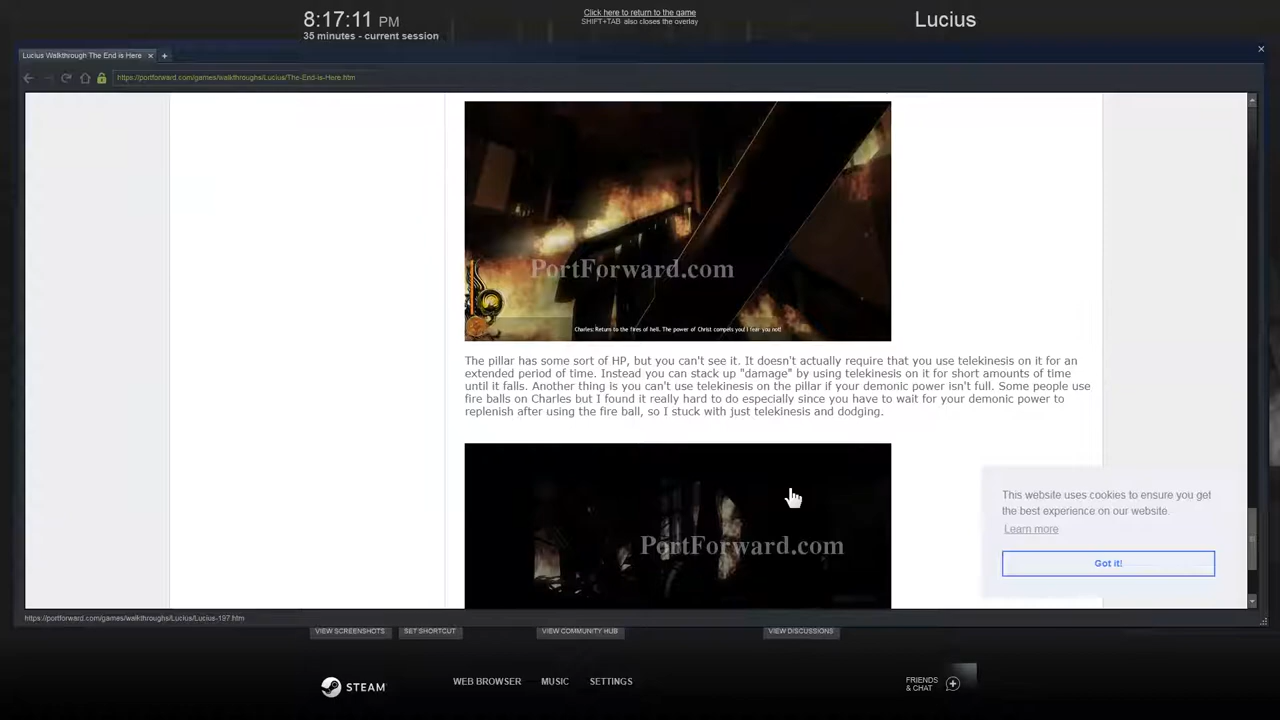 8:17:11 PM
35 minutes - current session
Click here to return to the game
SHIFT+TAB also closes the overlay
Lucius
Lucius Walkthrough The End is Here
https://portforward.com/games/walkthroughs/Lucius/The-End-is-Here.htm
PortForward.com
Charles: Return to the fires of hell. The power of Christ compels you! I fear you not!
The pillar has some sort of HP, but you can't see it. It doesn't actually require that you use telekinesis on it for an
extended period of time. Instead you can stack up "damage" by using telekinesis on it for short amounts of time
until it falls. Another thing is you can't use telekinesis on the pillar if your demonic power isn't full. Some people use
fire balls on Charles but I found it really hard to do especially since you have to wait for your demonic power to
replenish after using the fire ball, so I stuck with just telekinesis and dodging.
PortForward.com
This website uses cookies to ensure you get
the best experience on our website.
Learn more
Got it!
https://portforward.com/games/walkthroughs/Lucius/Lucius-197.htm
VIEW SCREENSHOTS
SET SHORTCUT
VIEW COMMUNITY HUB
VIEW DISCUSSIONS
STEAM
WEB BROWSER
MUSIC
SETTINGS
FRIENDS
& CHAT